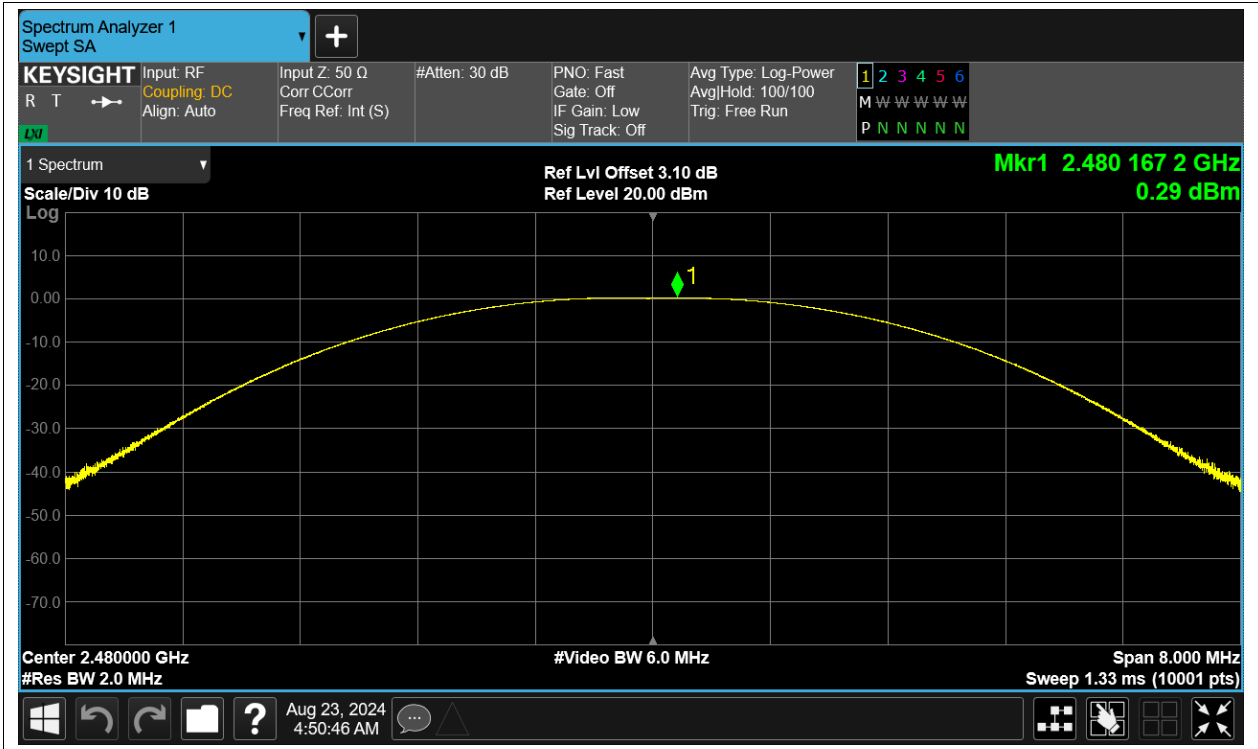 Spectrum Analyzer 1
Swept SA
KEYSIGHT
R T
LXI
Input: RF
Coupling: DC
Align: Auto
Input Z: 50 Ω
Corr CCorr
Freq Ref: Int (S)
#Atten: 30 dB
PNO: Fast
Gate: Off
IF Gain: Low
Sig Track: Off
Avg Type: Log-Power
Avg|Hold: 100/100
Trig: Free Run
1 2 3 4 5 6
M W W W W W
P N N N N N
1 Spectrum
Scale/Div 10 dB
Log
Ref Lvl Offset 3.10 dB
Ref Level 20.00 dBm
Mkr1 2.480 167 2 GHz
0.29 dBm
1
10.0
0.00
-10.0
-20.0
-30.0
-40.0
-50.0
-60.0
-70.0
Center 2.480000 GHz
#Res BW 2.0 MHz
#Video BW 6.0 MHz
Span 8.000 MHz
Sweep 1.33 ms (10001 pts)
?
Aug 23, 2024
4:50:46 AM